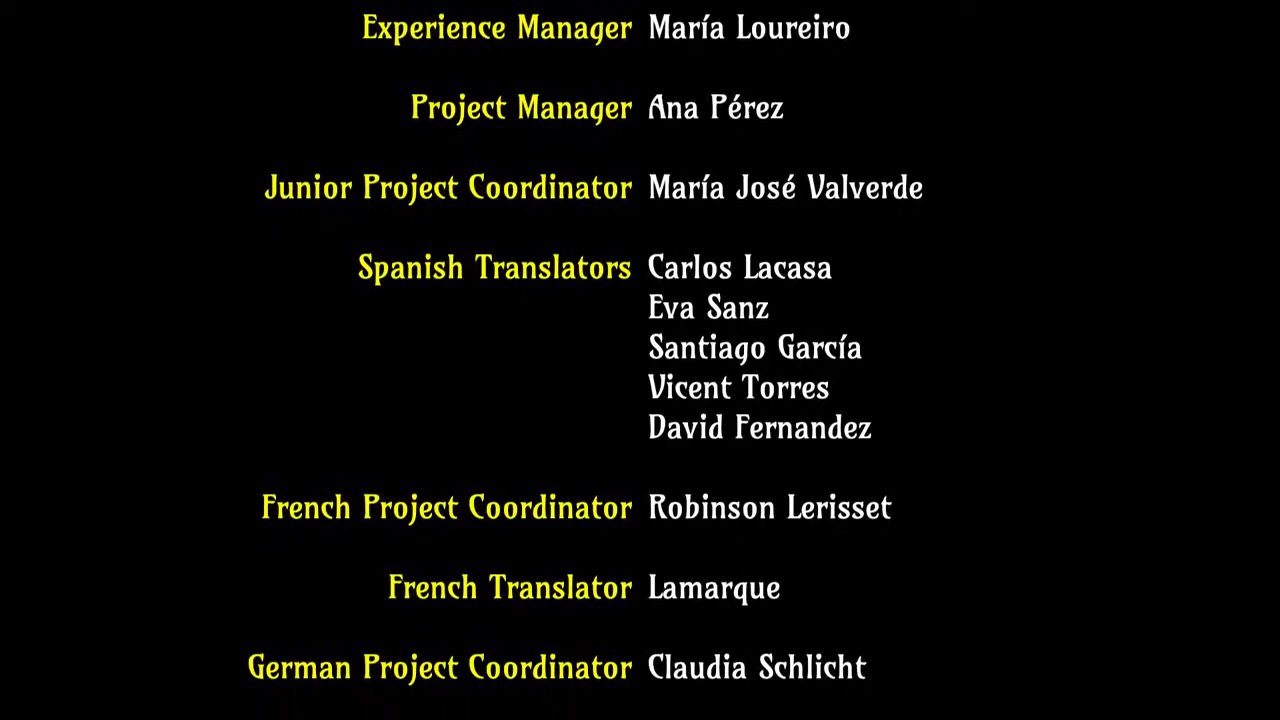 Experience Manager María Loureiro
Project Manager Ana Pérez
Junior Project Coordinator María José Valverde
Spanish Translators Carlos Lacasa
Eva Sanz
Santiago García
Vicent Torres
David Fernandez
French Project Coordinator Robinson Lerisset
French Translator Lamarque
German Project Coordinator Claudia Schlicht